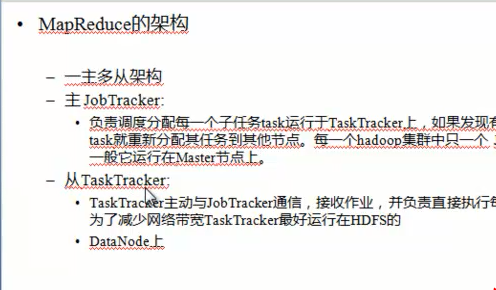 MapReduce的架构
一主多从架构
主JobTracker:
负责调度分配每一个子任务task运行于TaskTracker上，如果发现有
task就重新分配其任务到其他节点。每一个hadoop集群中只一个
一般它运行在Master节点上。
从TaskTracker:
TaskTracker主动与JobTracker通信，接收作业，并负责直接执行每
为了减少网络带宽TaskTracker最好运行在HDFS的
DataNode上